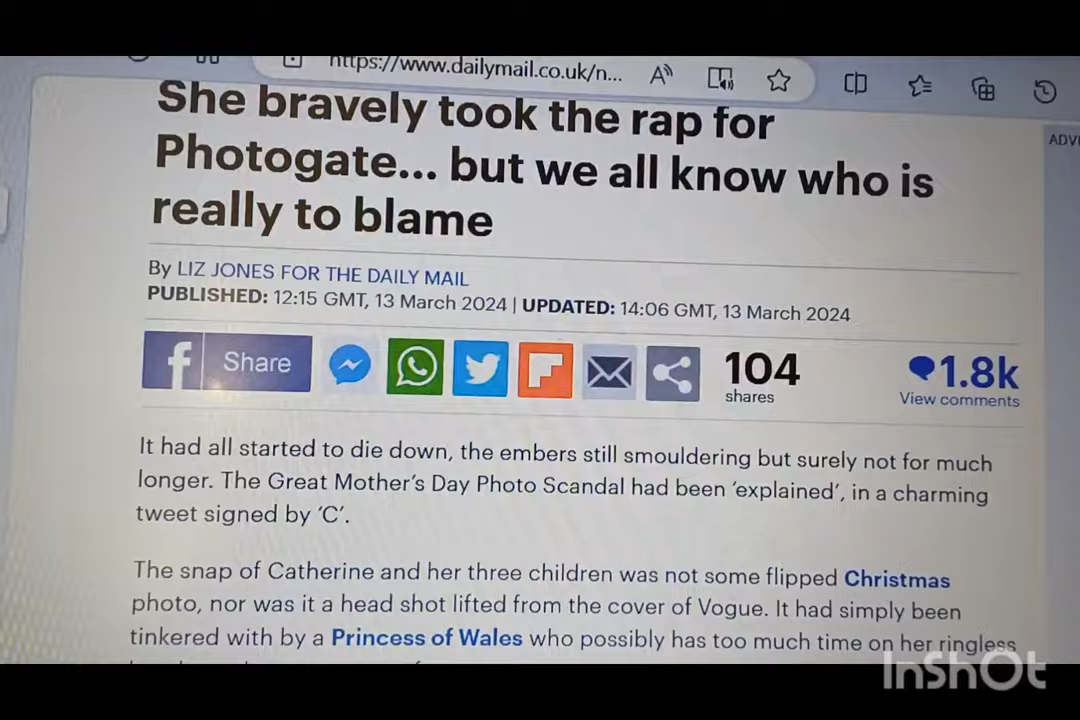 https://www.dailymail.co.uk/n...
ADV
She bravely took the rap for
Photogate... but we all know who is
really to blame
By LIZ JONES FOR THE DAILY MAIL
PUBLISHED: 12:15 GMT, 13 March 2024 | UPDATED: 14:06 GMT, 13 March 2024
f Share
104
shares
1.8k
View comments
It had all started to die down, the embers still smouldering but surely not for much
longer. The Great Mother's Day Photo Scandal had been 'explained', in a charming
tweet signed by 'C'.
The snap of Catherine and her three children was not some flipped Christmas
photo, nor was it a head shot lifted from the cover of Vogue. It had simply been
tinkered with by a Princess of Wales who possibly has too much time on her ringless
InShOt